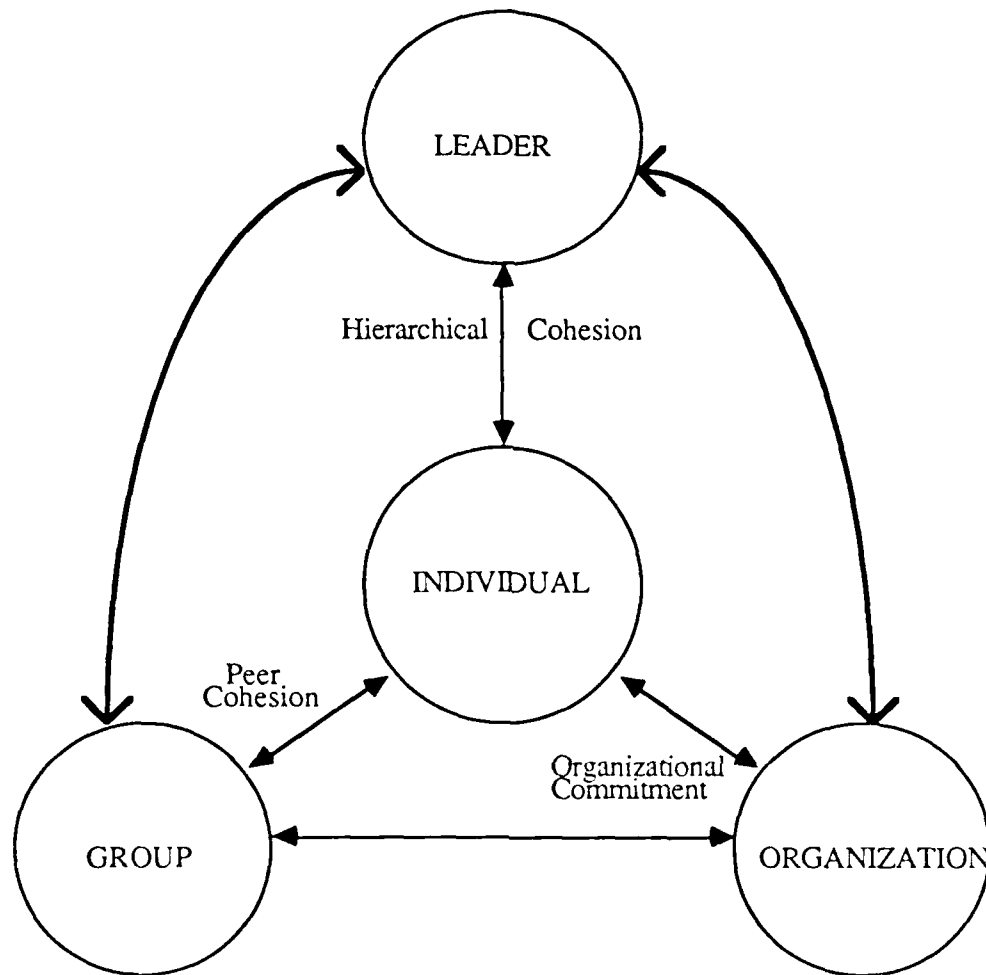 LEADER
Hierarchical Cohesion
INDIVIDUAL
Peer
Cohesion
Organizational
Commitment
GROUP
ORGANIZATION